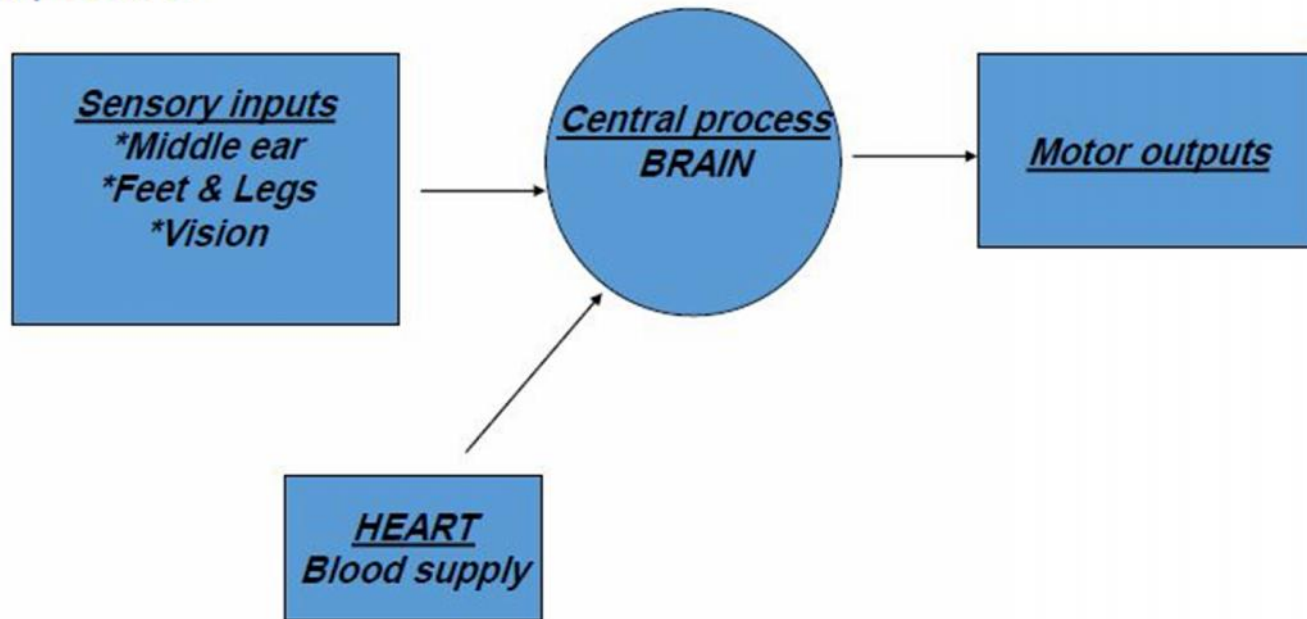 Sensory inputs
*Middle ear
*Feet & Legs
*Vision
Central process
BRAIN
Motor outputs
HEART
Blood supply